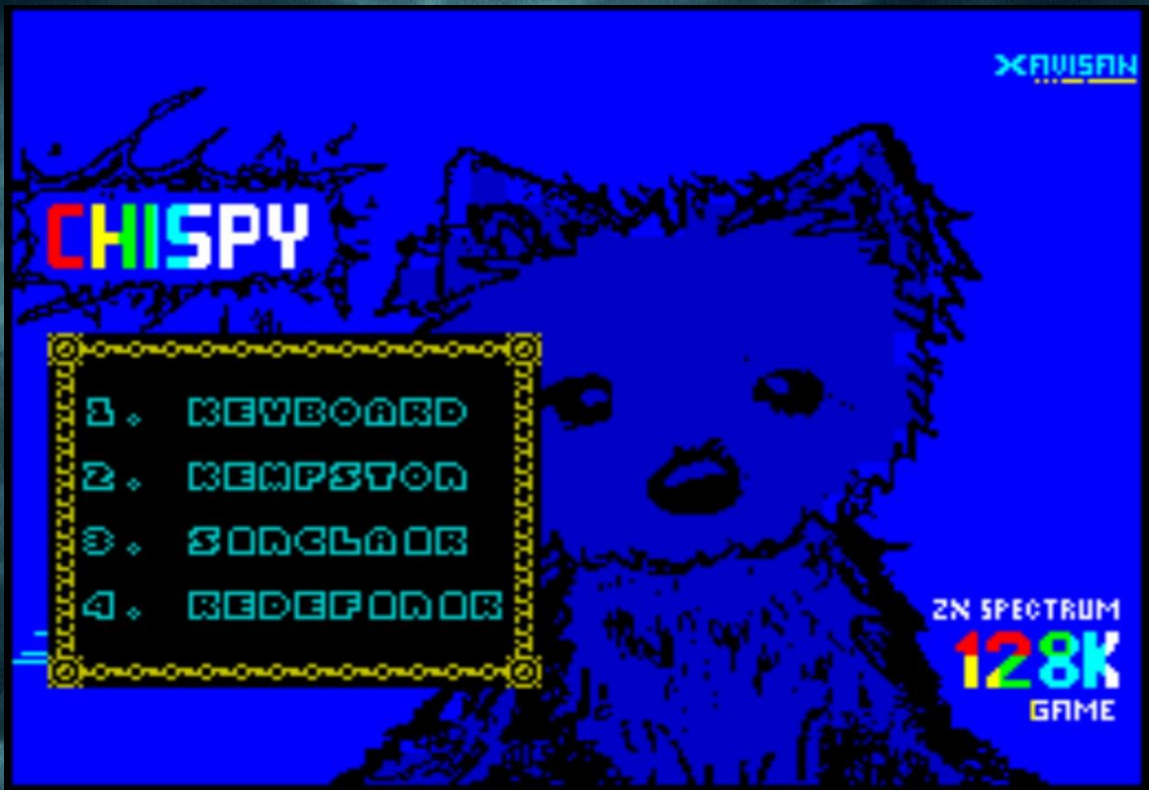 XAVISAN
CHISPY
1. KEYBOARD
2. KEMPSTON
3. SINCLAIR
4. REDEFINIR
ZX SPECTRUM
128K
GAME